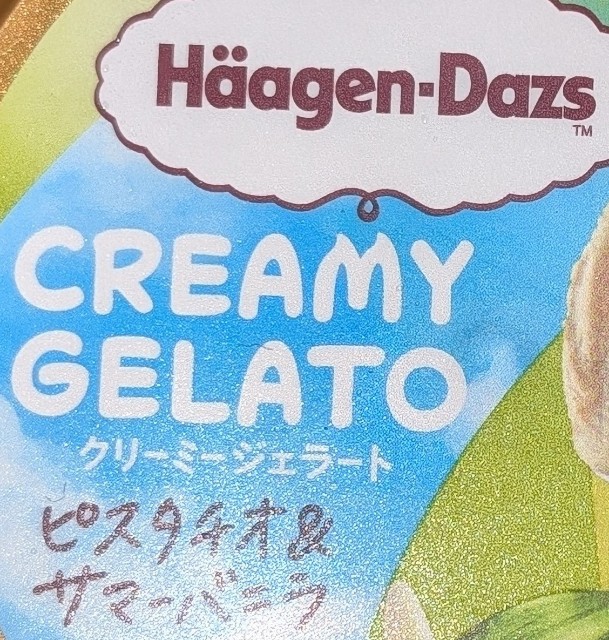 Häagen-Dazs
TM
CREAMY
GELATO
クリーミージェラート
ピスタチオ&
サマーバニラ